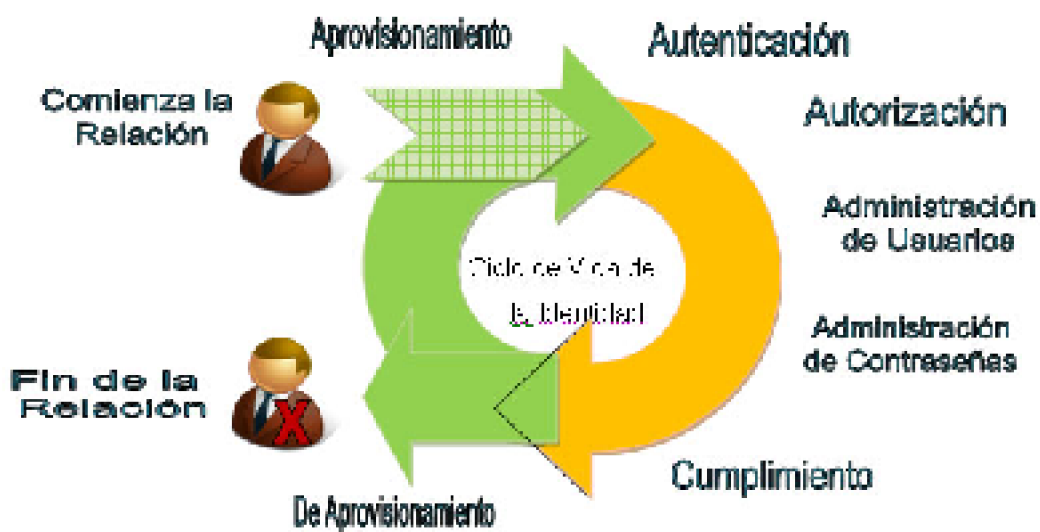 Aprovisionamiento
Autenticación
Comienza la
Relación
Autorización
Administración
de Usuarios
Ciclo de Vida de
la Identidad
Administración
de Contraseñas
Fin de la
Relación
X
Cumplimiento
De Aprovisionamiento